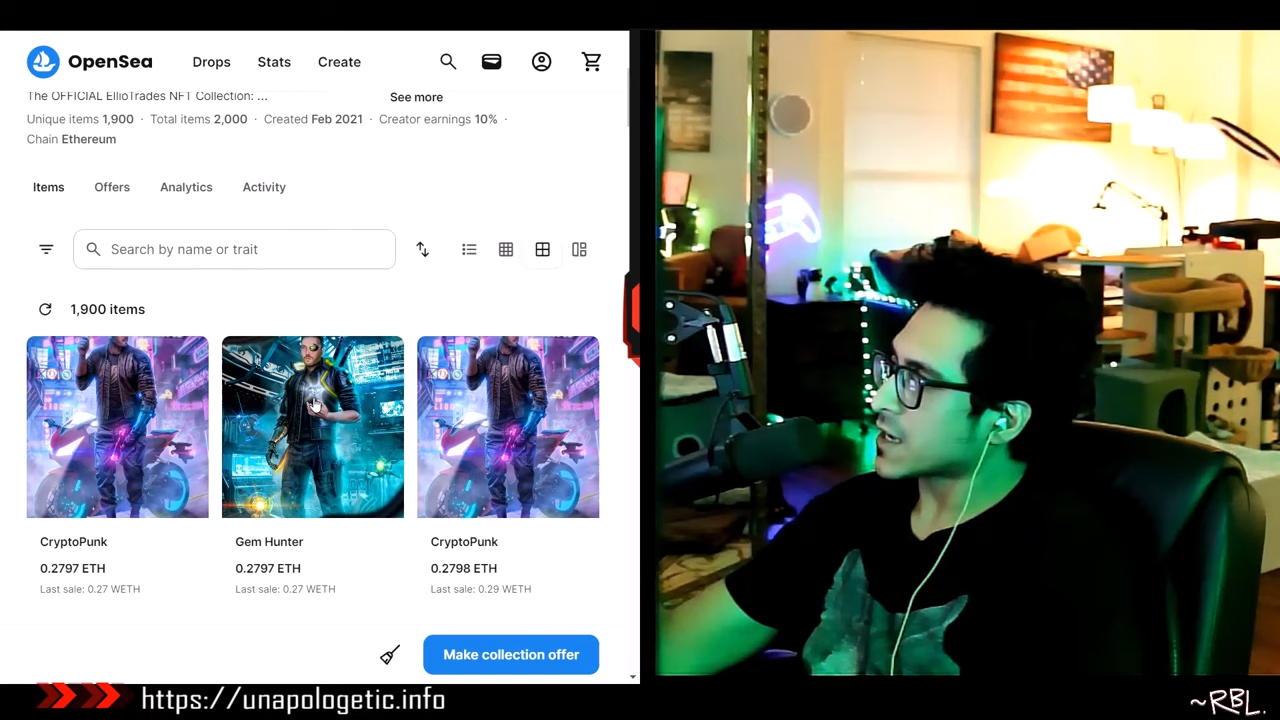 OpenSea Drops Stats Create
The OFFICIAL EllioTrades NFT Collection: ... See more
Unique items 1,900 · Total items 2,000 · Created Feb 2021 · Creator earnings 10% ·
Chain Ethereum
Items Offers Analytics Activity
Search by name or trait
1,900 items
CryptoPunk
0.2797 ETH
Last sale: 0.27 WETH
Gem Hunter
0.2797 ETH
Last sale: 0.27 WETH
CryptoPunk
0.2798 ETH
Last sale: 0.29 WETH
Make collection offer
https://unapologetic.info
~RBL.